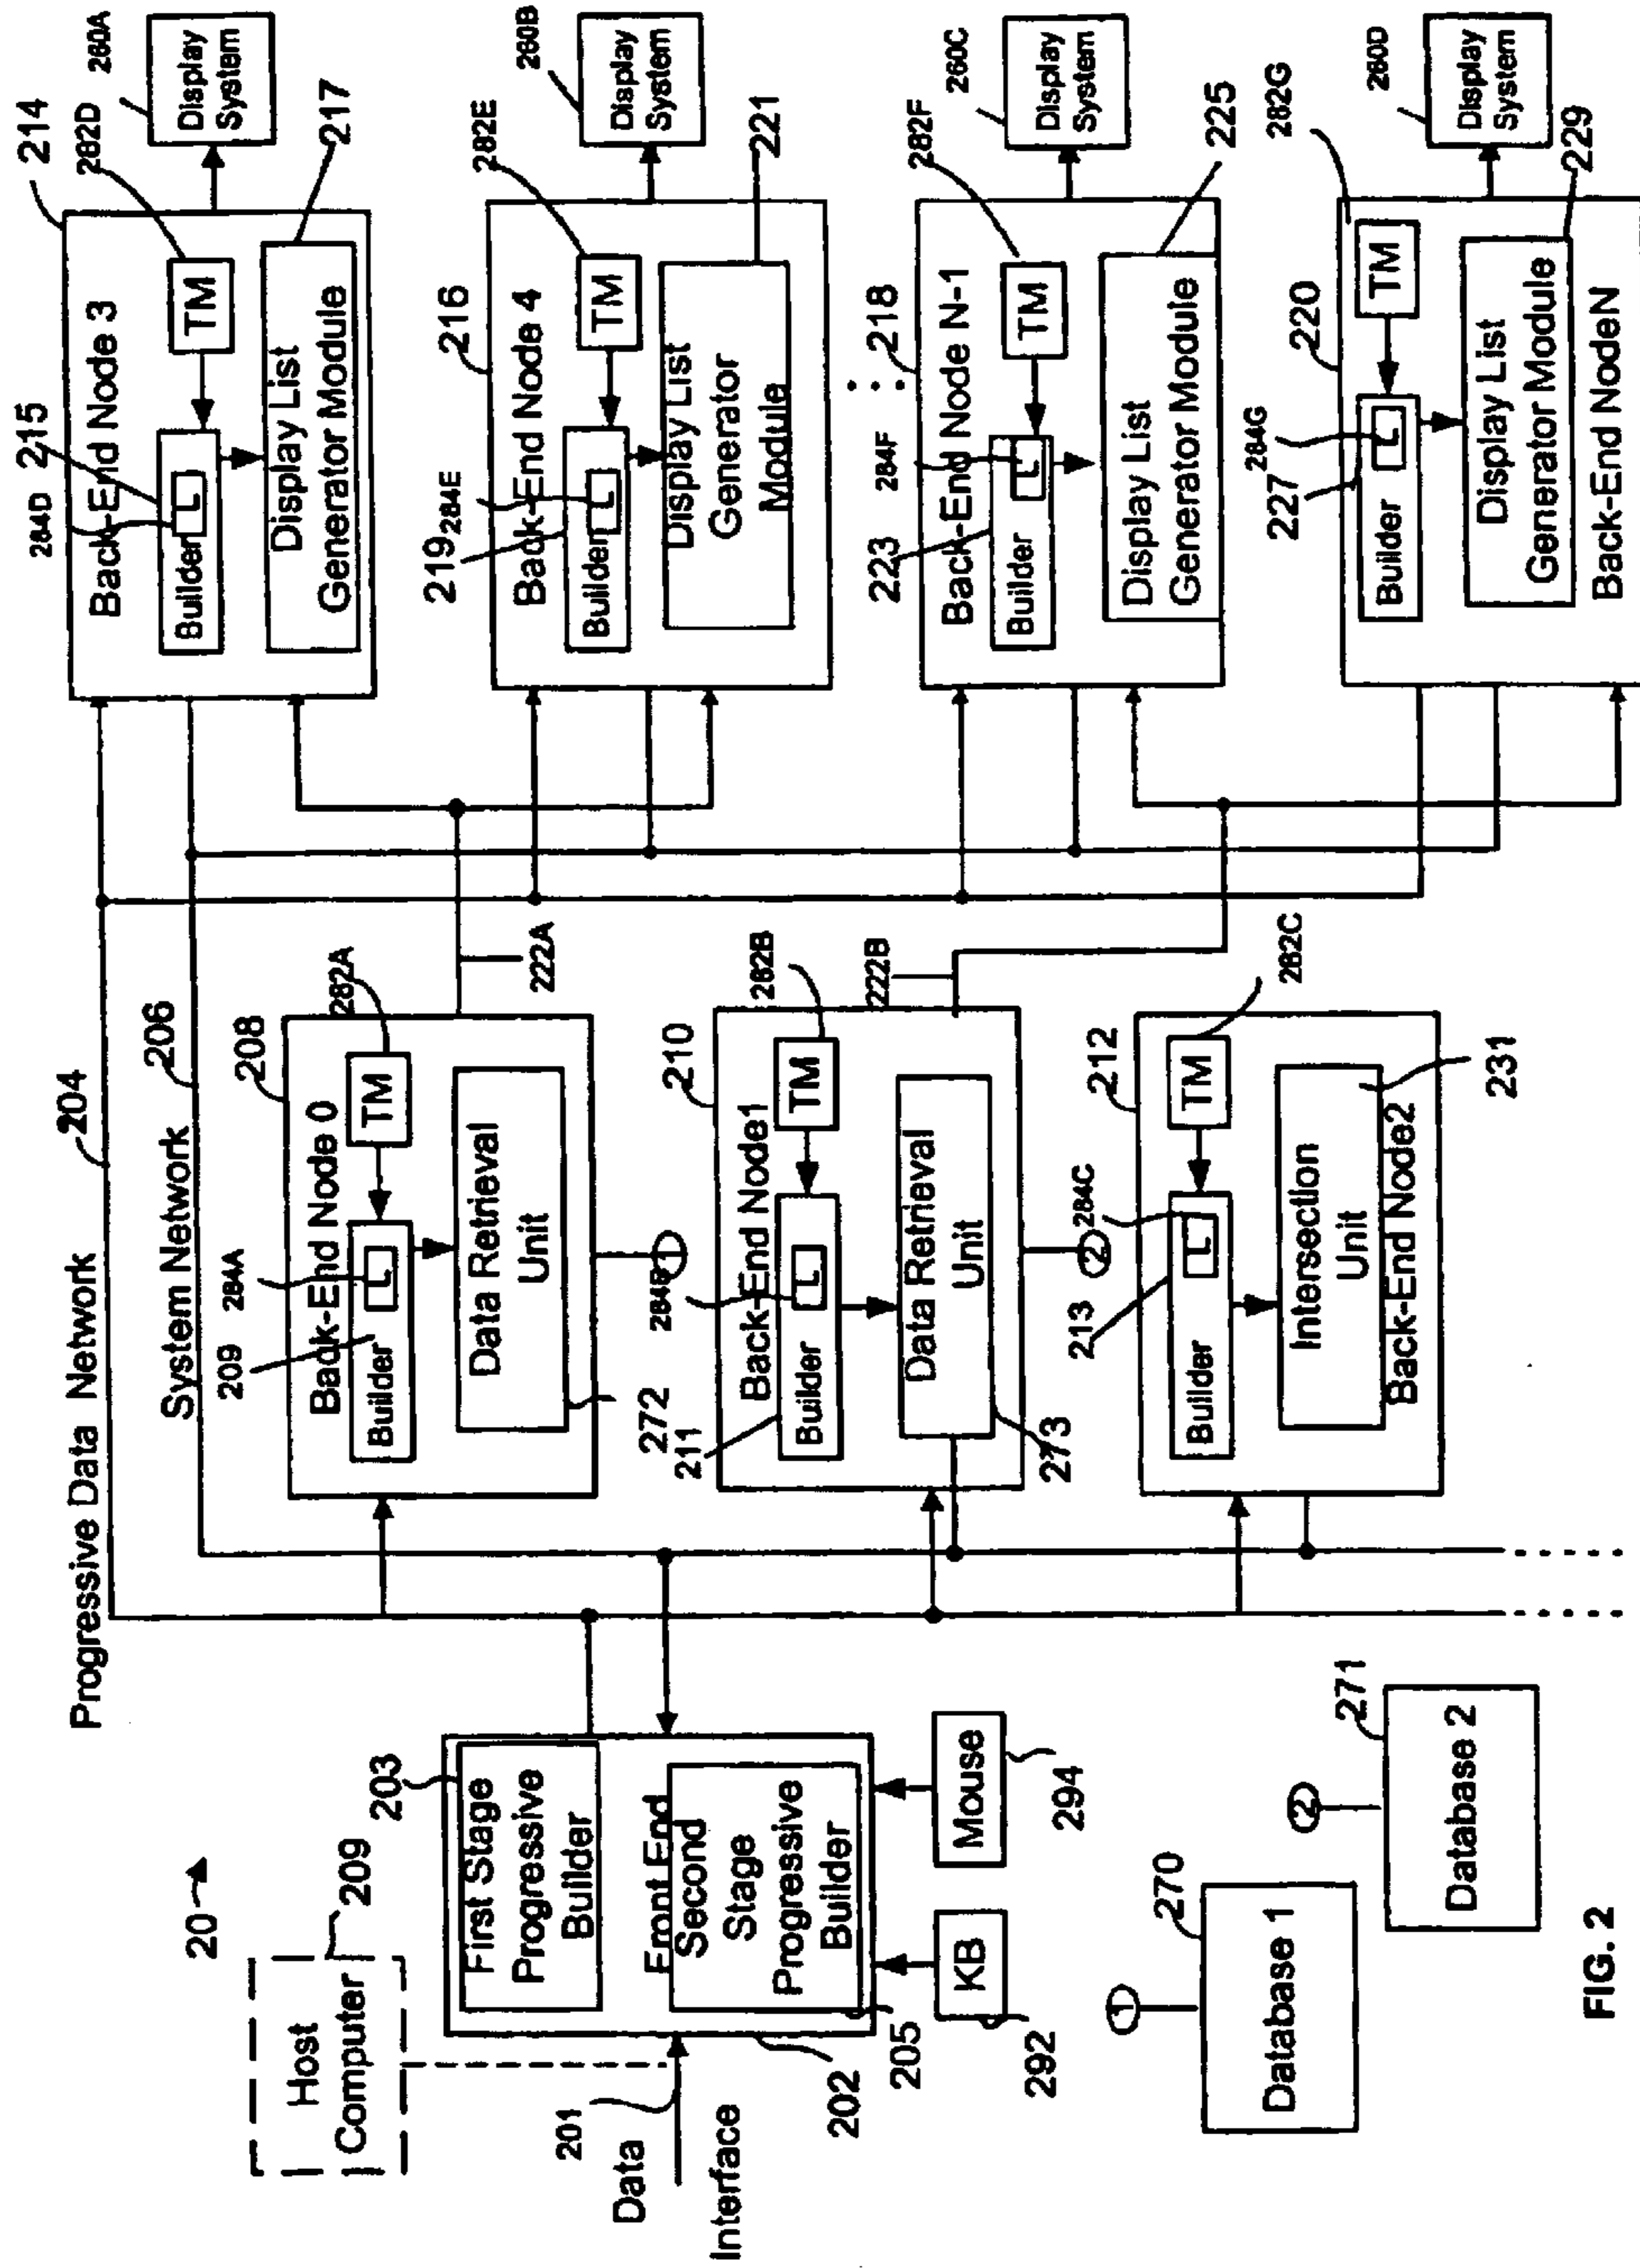 20
Host
Computer
209
Data
Interface
201
202
203
First Stage
Progressive
Builder
Front End
Second
Stage
Progressive
Builder
205
KB
292
Mouse
294
1
270
Database 1
2
271
Database 2
Progressive Data Network
204
System Network
206
208
Back-End Node 0
209
284A
282A
Builder
L
TM
Data Retrieval
Unit
272
1
222A
210
Back-End Node1
211
284B
282B
Builder
L
TM
Data Retrieval
Unit
273
2
222B
212
213
284C
282C
Builder
L
TM
Intersection
Unit
231
Back-End Node2
214
Back-End Node 3
215
284D
282D
Builder
L
TM
Display List
Generator Module
217
260A
Display
System
216
Back-End Node 4
219
284E
282E
Builder
L
TM
Display List
Generator
Module
221
260B
Display
System
218
Back-End Node N-1
223
284F
282F
Builder
L
TM
Display List
Generator Module
225
260C
Display
System
220
227
284G
282G
Builder
L
TM
Display List
Generator Module
229
Back-End NodeN
260D
Display
System
FIG. 2